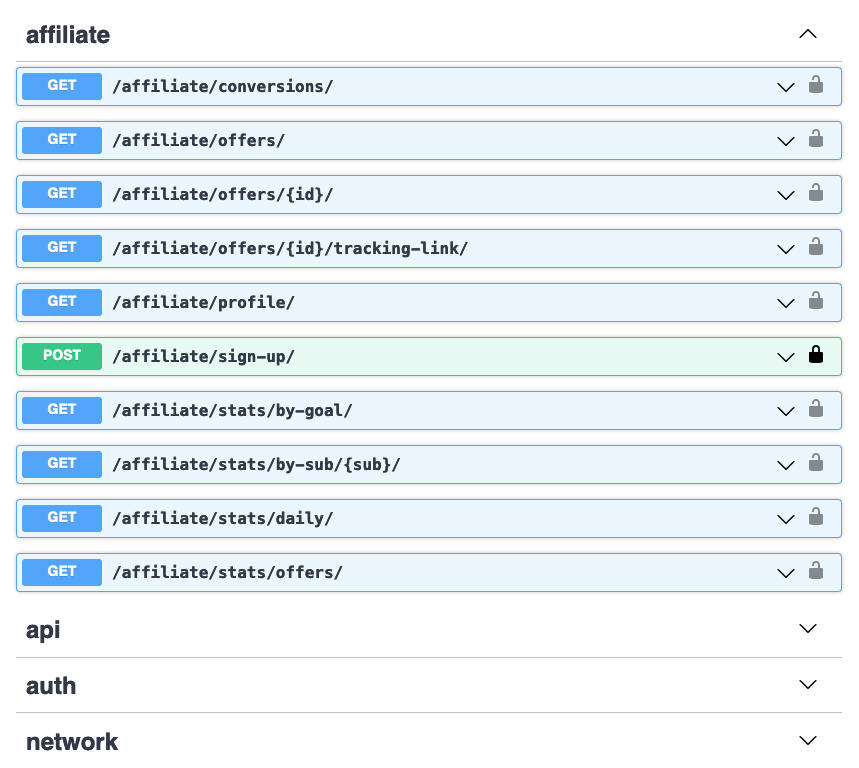 affiliate
GET /affiliate/conversions/
GET /affiliate/offers/
GET /affiliate/offers/{id}/
GET /affiliate/offers/{id}/tracking-link/
GET /affiliate/profile/
POST /affiliate/sign-up/
GET /affiliate/stats/by-goal/
GET /affiliate/stats/by-sub/{sub}/
GET /affiliate/stats/daily/
GET /affiliate/stats/offers/
api
auth
network